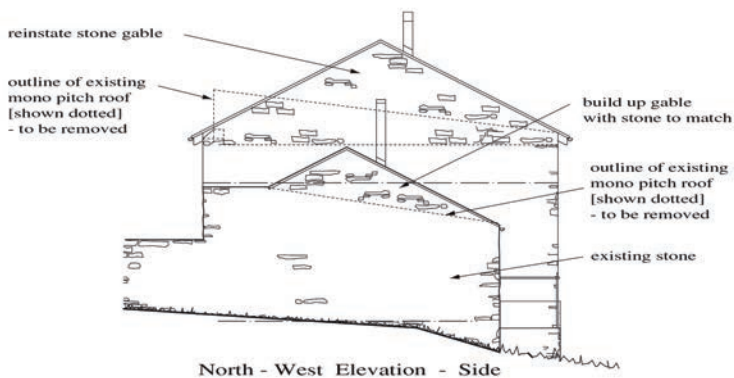 reinstate stone gable
outline of existing
mono pitch roof
[shown dotted]
- to be removed
build up gable
with stone to match
outline of existing
mono pitch roof
[shown dotted]
- to be removed
existing stone
North - West Elevation - Side